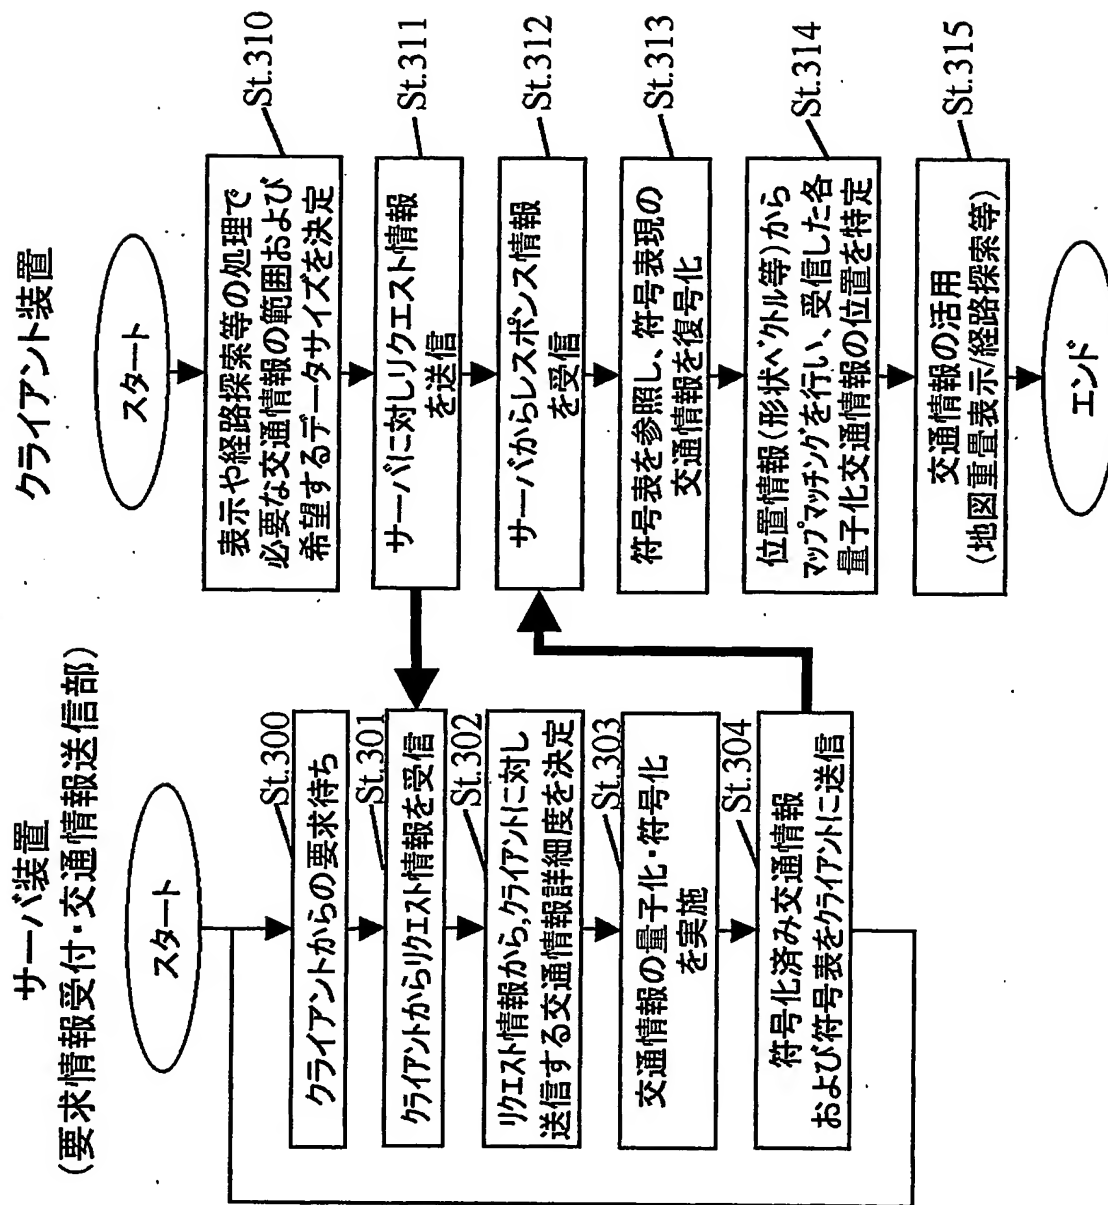 サーバ装置
(要求情報受付・交通情報送信部)
スタート
St.300
クライアントからの要求待ち
St.301
クライアントからリクエスト情報を受信
St.302
リクエスト情報から,クライアントに対し
送信する交通情報詳細度を決定
St.303
交通情報の量子化・符号化
を実施
St.304
符号化済み交通情報
および符号表をクライアントに送信
クライアント装置
スタート
St.310
表示や経路探索等の処理で
必要な交通情報の範囲および
希望するデータサイズを決定
St.311
サーバに対しリクエスト情報
を送信
St.312
サーバからレスポンス情報
を受信
St.313
符号表を参照し、符号表現の
交通情報を復号化
St.314
位置情報(形状ベクトル等)から
マップマッチングを行い、受信した各
量子化交通情報の位置を特定
St.315
交通情報の活用
(地図重畳表示/経路探索等)
エンド